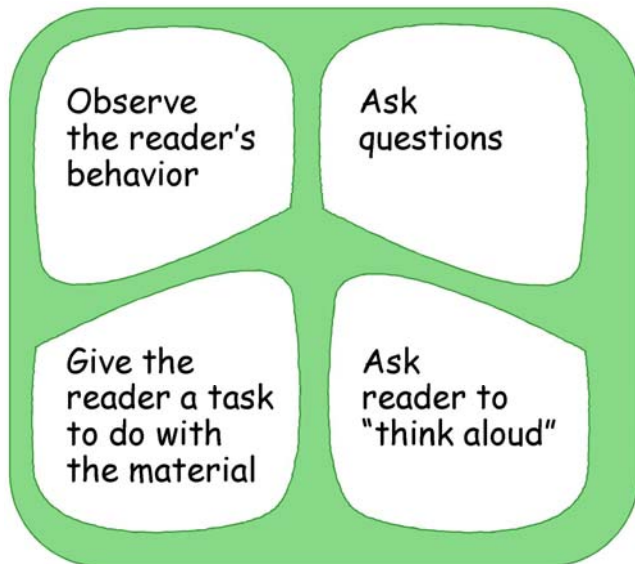 Observe
the reader's
behavior
Ask
questions
Give the
reader a task
to do with
the material
Ask
reader to
“think aloud”